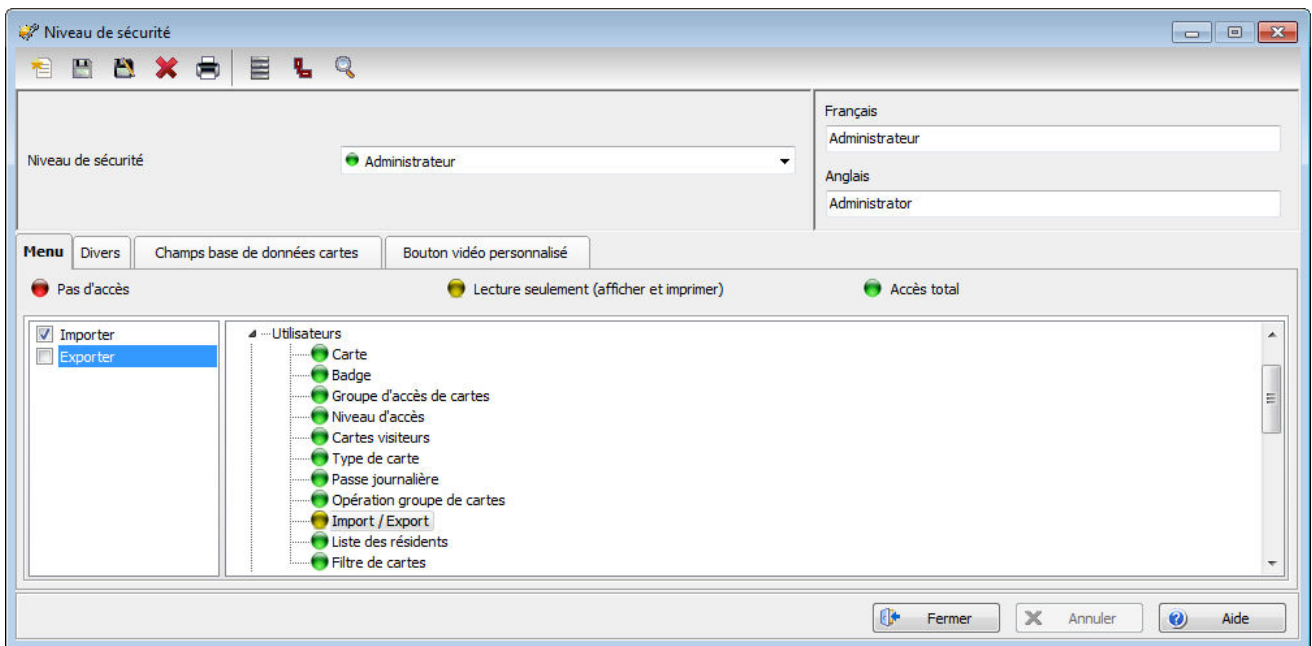 Niveau de sécurité
Français
Administrateur
Niveau de sécurité
Administrateur
Anglais
Administrator
Menu Divers Champs base de données cartes Bouton vidéo personnalisé
Pas d'accès Lecture seulement (afficher et imprimer) Accès total
Importer
Exporter
Utilisateurs
Carte
Badge
Groupe d'accès de cartes
Niveau d'accès
Cartes visiteurs
Type de carte
Passe journalière
Opération groupe de cartes
Import / Export
Liste des résidents
Filtre de cartes
Fermer Annuler Aide